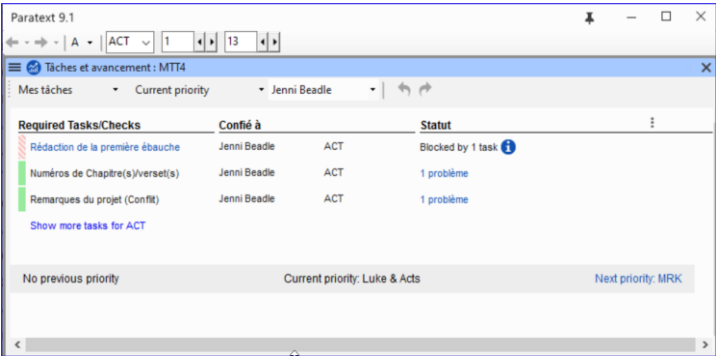 Paratext 9.1
A ACT 1 13
Tâches et avancement : MTT4
Mes tâches Current priority Jenni Beadle
Required Tasks/Checks Confié à Statut
Rédaction de la première ébauche Jenni Beadle ACT Blocked by 1 task
Numéros de Chapitre(s)/verset(s) Jenni Beadle ACT 1 problème
Remarques du projet (Conflit) Jenni Beadle ACT 1 problème
Show more tasks for ACT
No previous priority Current priority: Luke & Acts Next priority: MRK